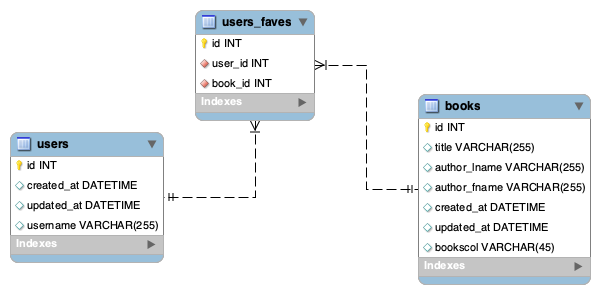 users_faves
id INT
user_id INT
book_id INT
Indexes
users
id INT
created_at DATETIME
updated_at DATETIME
username VARCHAR(255)
Indexes
books
id INT
title VARCHAR(255)
author_lname VARCHAR(255)
author_fname VARCHAR(255)
created_at DATETIME
updated_at DATETIME
bookscol VARCHAR(45)
Indexes